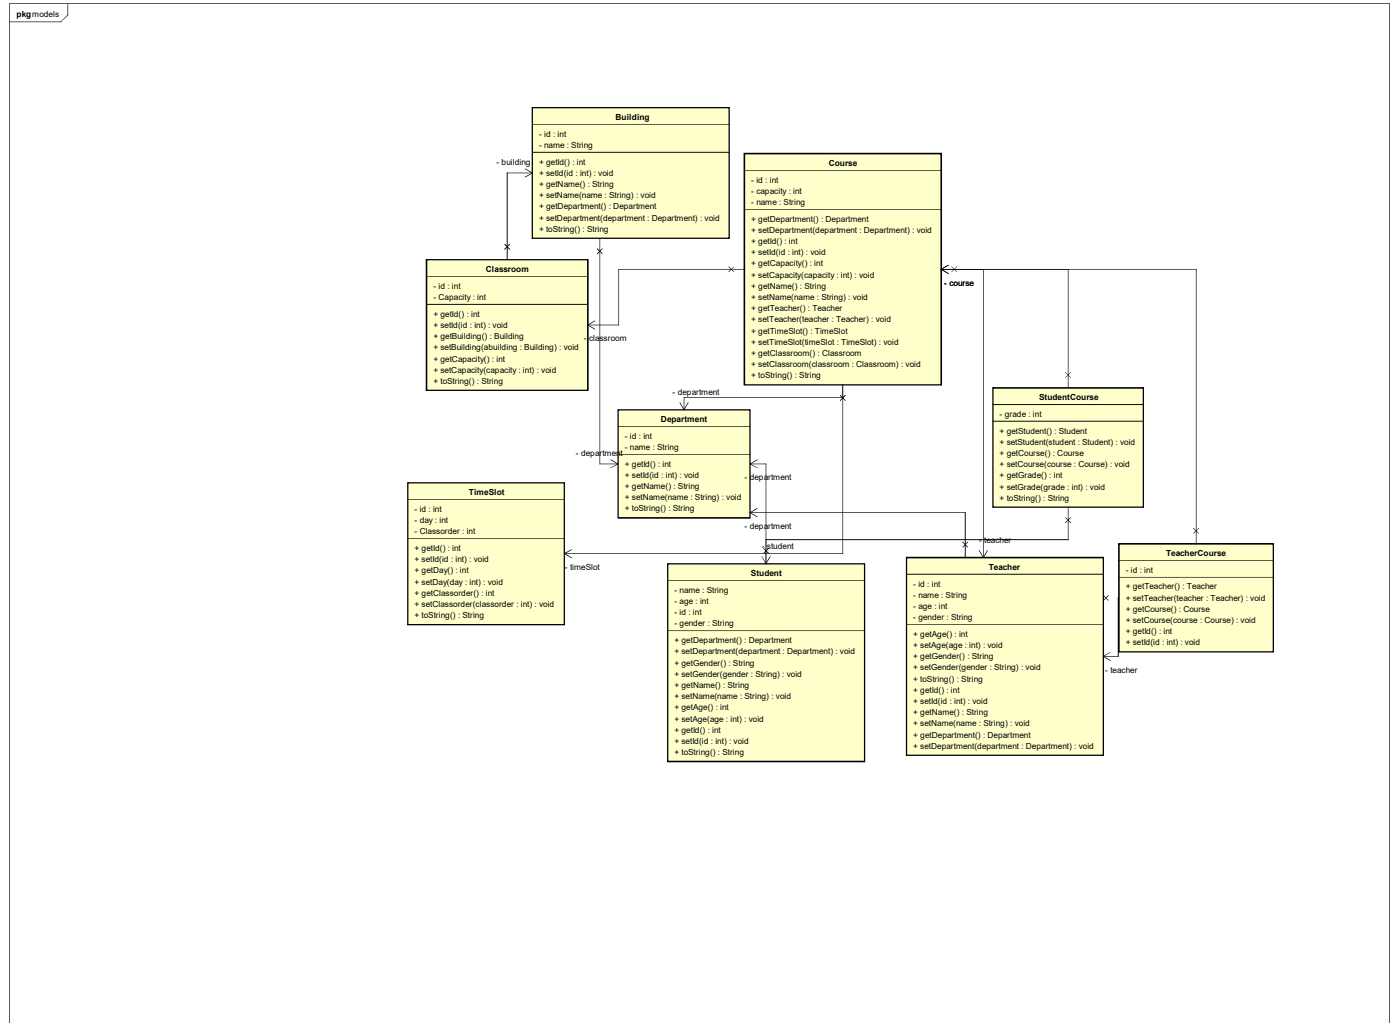 pkg models
Building
- id : int
- name : String
+ getId() : int
+ setId(id : int) : void
+ getName() : String
+ setName(name : String) : void
+ getDepartment() : Department
+ setDepartment(department : Department) : void
+ toString() : String
- building
Course
- id : int
- capacity : int
- name : String
+ getDepartment() : Department
+ setDepartment(department : Department) : void
+ getId() : int
+ setId(id : int) : void
+ getCapacity() : int
+ setCapacity(capacity : int) : void
+ getName() : String
+ setName(name : String) : void
+ getTeacher() : Teacher
+ setTeacher(teacher : Teacher) : void
+ getTimeSlot() : TimeSlot
+ setTimeSlot(timeSlot : TimeSlot) : void
+ getClassroom() : Classroom
+ setClassroom(classroom : Classroom) : void
+ toString() : String
- course
Classroom
- id : int
- Capacity : int
+ getId() : int
+ setId(id : int) : void
+ getBuilding() : Building
+ setBuilding(abuilding : Building) : void
+ getCapacity() : int
+ setCapacity(capacity : int) : void
+ toString() : String
- classroom
- department
Department
- id : int
- name : String
+ getId() : int
+ setId(id : int) : void
+ getName() : String
+ setName(name : String) : void
+ toString() : String
- department
- department
- department
StudentCourse
- grade : int
+ getStudent() : Student
+ setStudent(student : Student) : void
+ getCourse() : Course
+ setCourse(course : Course) : void
+ getGrade() : int
+ setGrade(grade : int) : void
+ toString() : String
TimeSlot
- id : int
- day : int
- Classorder : int
+ getId() : int
+ setId(id : int) : void
+ getDay() : int
+ setDay(day : int) : void
+ getClassorder() : int
+ setClassorder(classorder : int) : void
+ toString() : String
- timeSlot
- student
- teacher
Student
- name : String
- age : int
- id : int
- gender : String
+ getDepartment() : Department
+ setDepartment(department : Department) : void
+ getGender() : String
+ setGender(gender : String) : void
+ getName() : String
+ setName(name : String) : void
+ getAge() : int
+ setAge(age : int) : void
+ getId() : int
+ setId(id : int) : void
+ toString() : String
Teacher
- id : int
- name : String
- age : int
- gender : String
+ getAge() : int
+ setAge(age : int) : void
+ getGender() : String
+ setGender(gender : String) : void
+ toString() : String
+ getId() : int
+ setId(id : int) : void
+ getName() : String
+ setName(name : String) : void
+ getDepartment() : Department
+ setDepartment(department : Department) : void
TeacherCourse
- id : int
+ getTeacher() : Teacher
+ setTeacher(teacher : Teacher) : void
+ getCourse() : Course
+ setCourse(course : Course) : void
+ getId() : int
+ setId(id : int) : void
- teacher